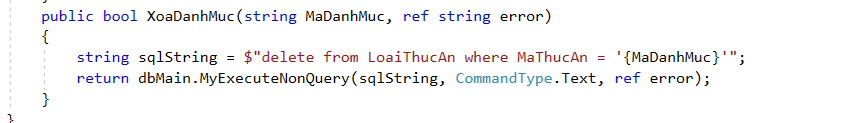 public bool XoaDanhMuc(string MaDanhMuc, ref string error)
{
string sqlString = $"delete from LoaiThucAn where MaThucAn = '{MaDanhMuc}'";
return dbMain.MyExecuteNonQuery(sqlString, CommandType.Text, ref error);
}
}